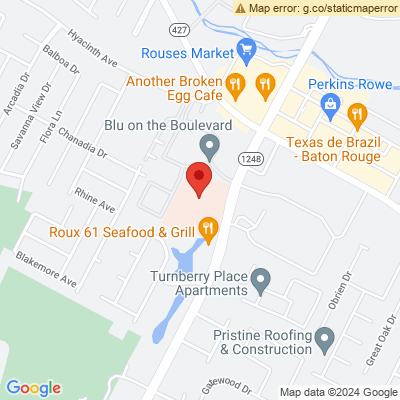 Map error: g.co/staticmaperror
427
Hyacinth Ave
Balboa Dr
Rouses Market
Arcadia Dr
Savanna View Dr
Flora Ln
Another Broken
Egg Cafe
Perkins Rowe
Chanadia Dr
Blu on the Boulevard
Texas de Brazil
- Baton Rouge
1248
Rhine Ave
Roux 61 Seafood & Grill
Blakemore Ave
Turnberry Place
Apartments
Obrien Dr
Great Oak Dr
Pristine Roofing
& Construction
Gatewood Dr
Google
Map data ©2024 Google